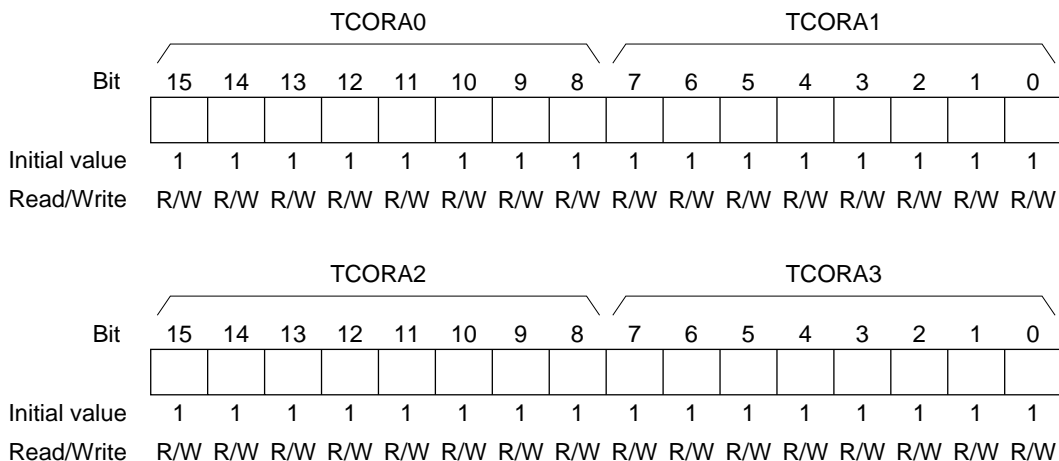 TCORA0 TCORA1
Bit 15 14 13 12 11 10 9 8 7 6 5 4 3 2 1 0
Initial value 1 1 1 1 1 1 1 1 1 1 1 1 1 1 1 1
Read/Write R/W R/W R/W R/W R/W R/W R/W R/W R/W R/W R/W R/W R/W R/W R/W R/W
TCORA2 TCORA3
Bit 15 14 13 12 11 10 9 8 7 6 5 4 3 2 1 0
Initial value 1 1 1 1 1 1 1 1 1 1 1 1 1 1 1 1
Read/Write R/W R/W R/W R/W R/W R/W R/W R/W R/W R/W R/W R/W R/W R/W R/W R/W